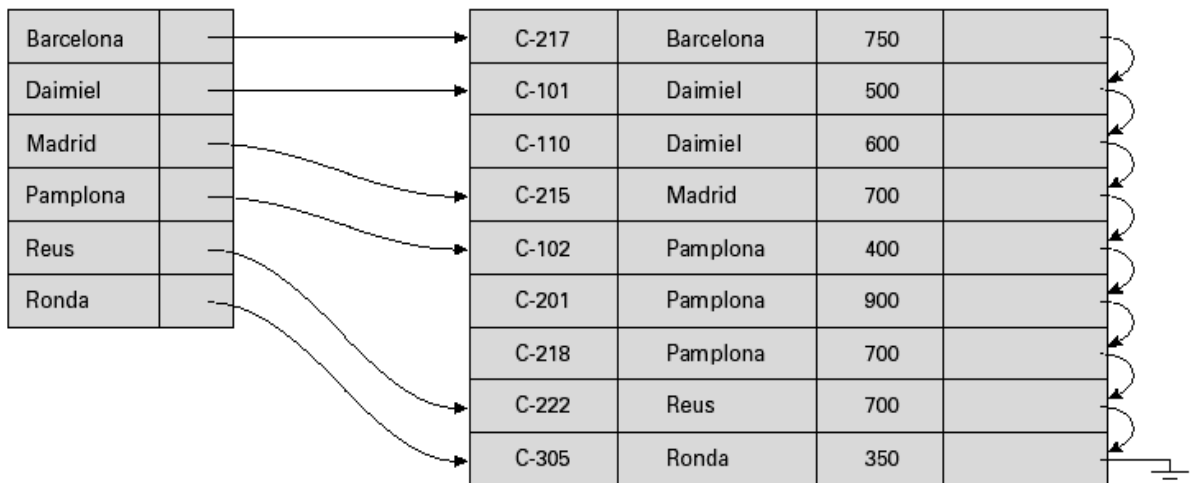 Barcelona
Daimiel
Madrid
Pamplona
Reus
Ronda
C-217 Barcelona 750
C-101 Daimiel 500
C-110 Daimiel 600
C-215 Madrid 700
C-102 Pamplona 400
C-201 Pamplona 900
C-218 Pamplona 700
C-222 Reus 700
C-305 Ronda 350